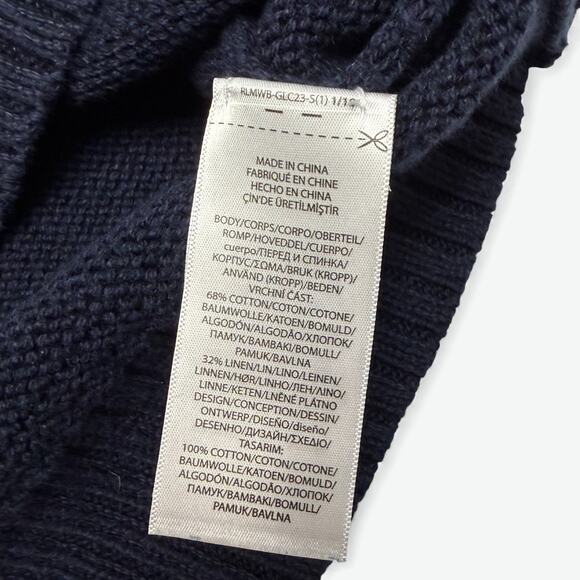 RLMWB-GLC23-S(1) 1/1
MADE IN CHINA
FABRIQUÉ EN CHINE
HECHO EN CHINA
ÇİN'DE ÜRETİLMİŞTİR
BODY/CORPS/CORPO/OBERTEIL/
ROMP/HOVEDDEL/CUERPO/
cuerpo/ПЕРЕД И СПИНКА/
КОРПУС/ΣΩΜΑ/BRUK (KROPP)/
ANVÄND (KROPP)/BEDEN/
VRCHNÍ ČÁST:
68% COTTON/COTON/COTONE/
BAUMWOLLE/KATOEN/BOMULD/
ALGODÓN/ALGODÃO/ХЛОПОК/
ПАМУК/ΒΑΜΒΑΚΙ/BOMULL/
PAMUK/BAVLNA
32% LINEN/LIN/LINO/LEINEN/
LINNEN/HØR/LINHO/ЛЕН/ΛΙΝΟ/
LINNE/KETEN/LNĚNÉ PLÁTNO
DESIGN/CONCEPTION/DESSIN/
ONTWERP/DISEÑO/diseño/
DESENHO/ДИЗАЙН/ΣΧΕΔΙΟ/
TASARIM:
100% COTTON/COTON/COTONE/
BAUMWOLLE/KATOEN/BOMULD/
ALGODÓN/ALGODÃO/ХЛОПОК/
ПАМУК/ΒΑΜΒΑΚΙ/BOMULL/
PAMUK/BAVLNA